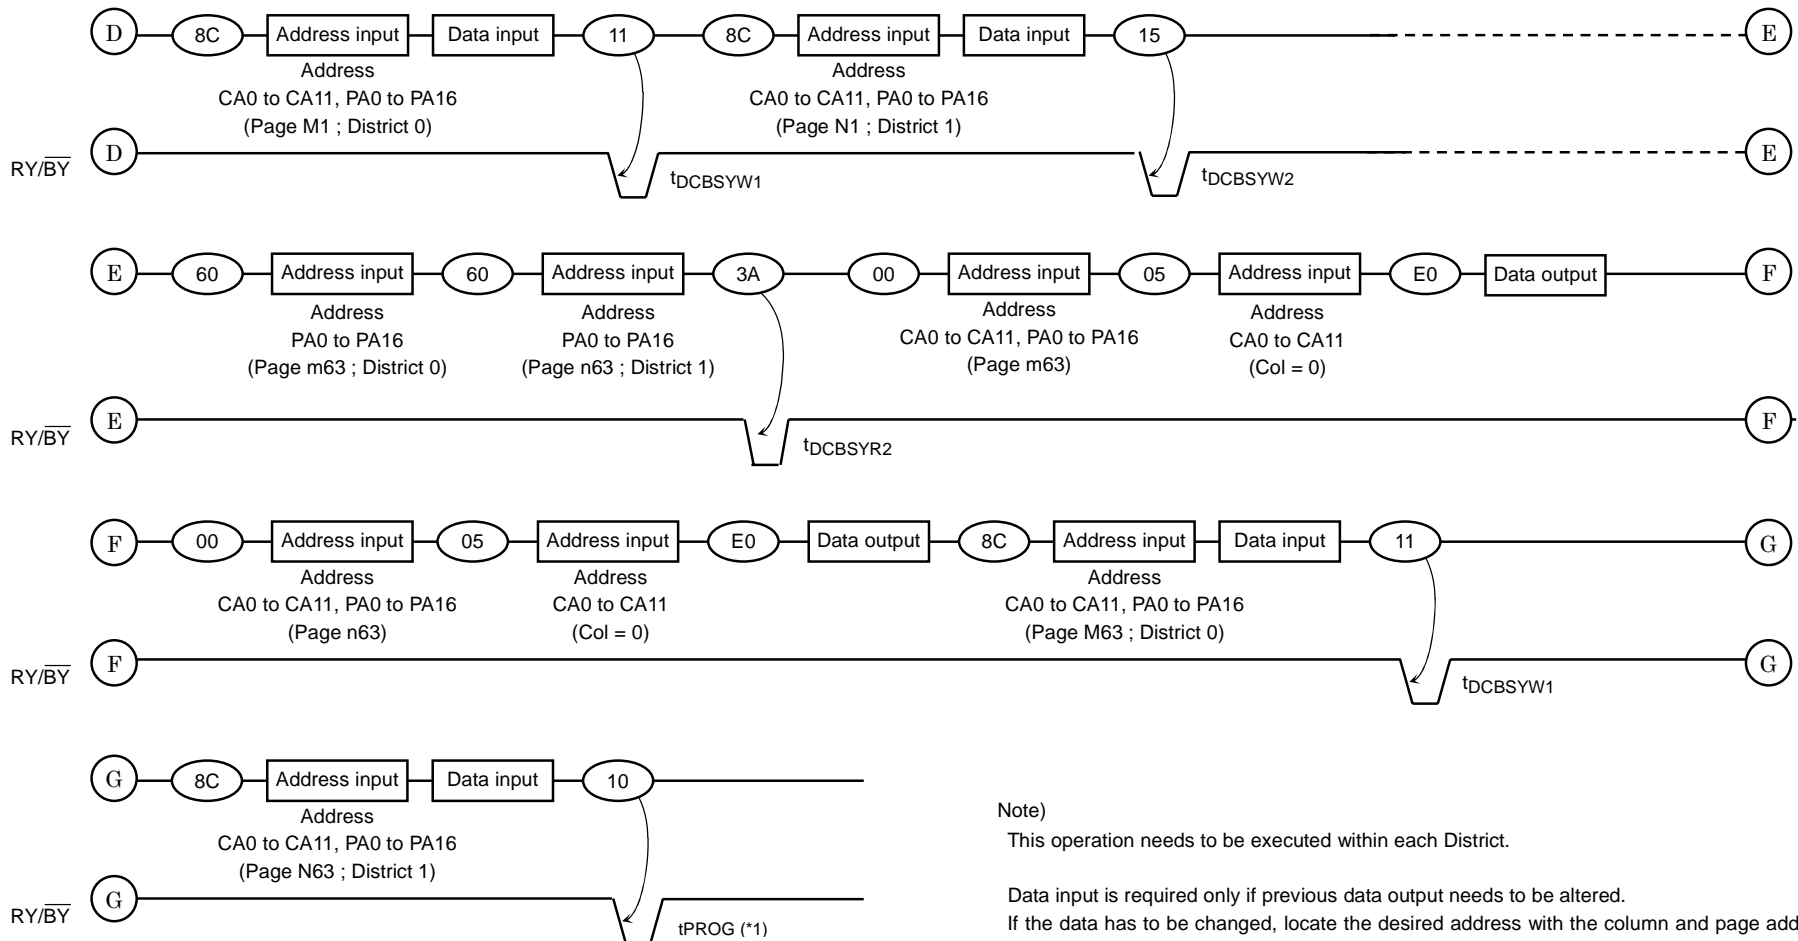 D 8C Address input Data input 11 8C Address input Data input 15 E
Address Address
CA0 to CA11, PA0 to PA16 CA0 to CA11, PA0 to PA16
(Page M1 ; District 0) (Page N1 ; District 1)
RY/BY D E
tDCBSYW1 tDCBSYW2
E 60 Address input 60 Address input 3A 00 Address input 05 Address input E0 Data output F
Address Address Address Address
PA0 to PA16 PA0 to PA16 CA0 to CA11, PA0 to PA16 CA0 to CA11
(Page m63 ; District 0) (Page n63 ; District 1) (Page m63) (Col = 0)
RY/BY E F
tDCBSYR2
F 00 Address input 05 Address input E0 Data output 8C Address input Data input 11 G
Address Address Address
CA0 to CA11, PA0 to PA16 CA0 to CA11 CA0 to CA11, PA0 to PA16
(Page n63) (Col = 0) (Page M63 ; District 0)
RY/BY F G
tDCBSYW1
G 8C Address input Data input 10
Address
CA0 to CA11, PA0 to PA16
(Page N63 ; District 1)
RY/BY G
tPROG (*1)
Note)
This operation needs to be executed within each District.
Data input is required only if previous data output needs to be altered.
If the data has to be changed, locate the desired address with the column and page add